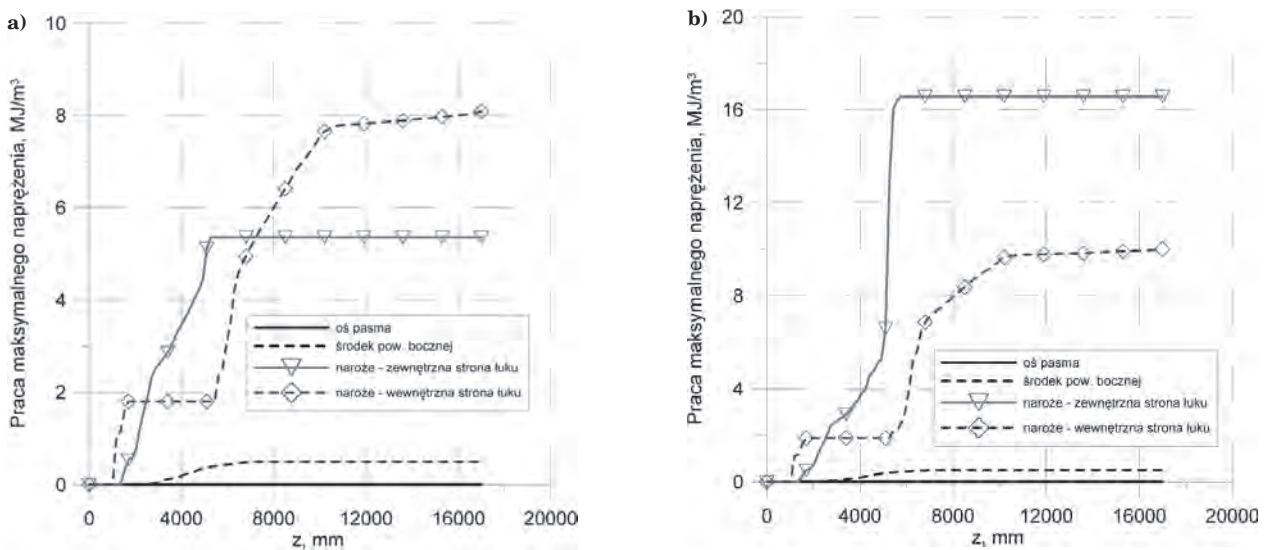 a)
Praca maksymalnego naprężenia, MJ/m³
10
8
6
4
2
0
oś pasma
środek pow. bocznej
naroże - zewnętrzna strona łuku
naroże - wewnętrzna strona łuku
0 4000 8000 12000 16000 20000
z, mm
b)
Praca maksymalnego naprężenia, MJ/m³
20
16
12
8
4
0
oś pasma
środek pow. bocznej
naroże - zewnętrzna strona łuku
naroże - wewnętrzna strona łuku
0 4000 8000 12000 16000 20000
z, mm